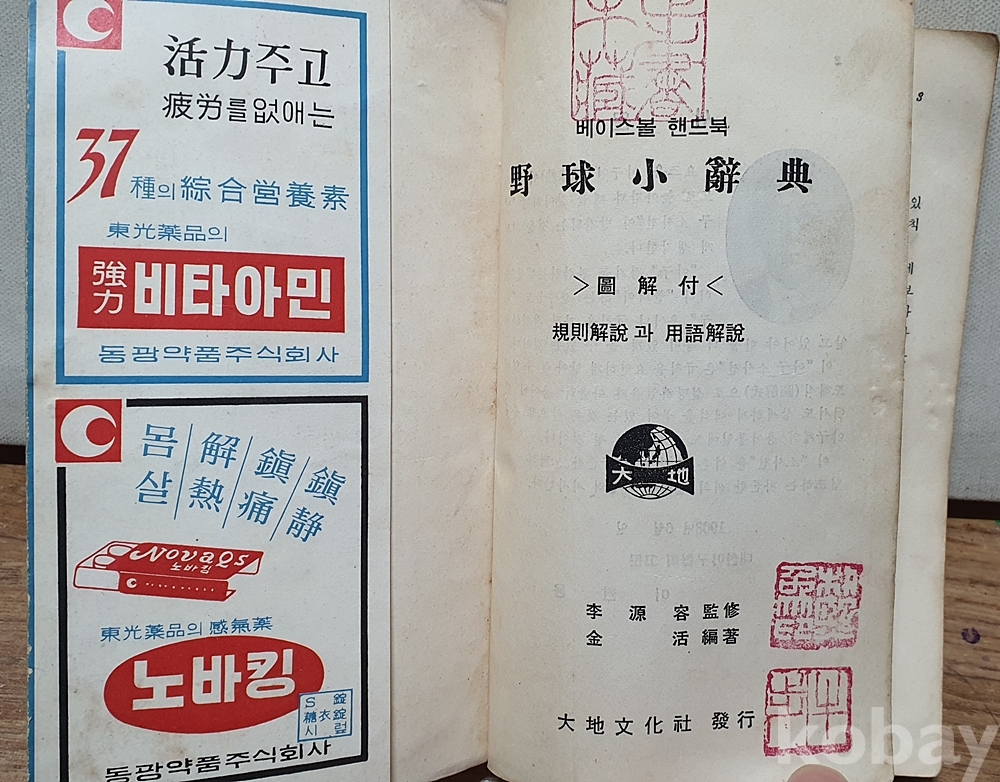 活力주고
疲労를없애는
37種의綜合営養素
東光薬品의
強力 비타아민
동광약품주식회사
몸살
解熱
鎭痛
鎭静
NovaQs
노바킹
東光薬品의感氣薬
노바킹
S錠
糖衣錠
시럽
동광약품주식회사
베이스볼 핸드북
野球小辭典
>圖解付<
規則解說과 用語解說
大地
李源容監修
金活編著
大地文化社 發行
3
kobay